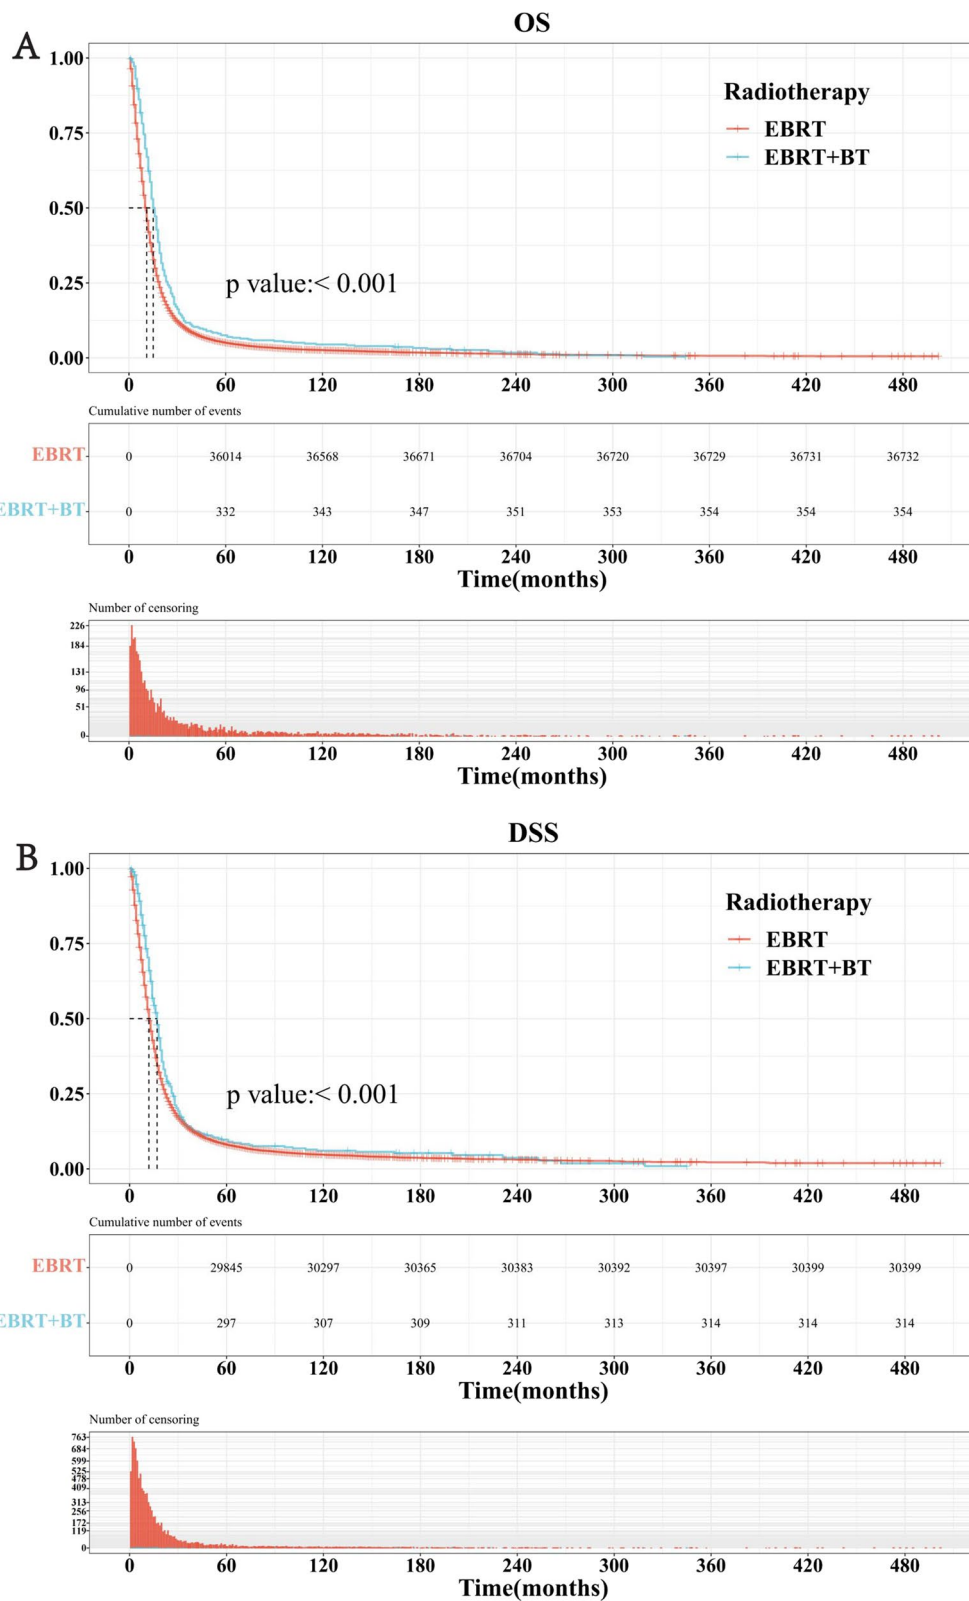 OS
A
1.00
Radiotherapy
EBRT
0.75
EBRT+BT
0.50
p value:< 0.001
0.25
0.00
0 60 120 180 240 300 360 420 480
Cumulative number of events
EBRT 0 36014 36568 36671 36704 36720 36729 36731 36732
EBRT+BT 0 332 343 347 351 353 354 354 354
0 60 120 180 240 300 360 420 480
Time(months)
Number of censoring
226
184
131
96
51
0
0 60 120 180 240 300 360 420 480
Time(months)
DSS
B
1.00
Radiotherapy
EBRT
0.75
EBRT+BT
0.50
p value:< 0.001
0.25
0.00
0 60 120 180 240 300 360 420 480
Cumulative number of events
EBRT 0 29845 30297 30365 30383 30392 30397 30399 30399
EBRT+BT 0 297 307 309 311 313 314 314 314
0 60 120 180 240 300 360 420 480
Time(months)
Number of censoring
763
684
599
525
478
409
313
256
172
119
0
0 60 120 180 240 300 360 420 480
Time(months)